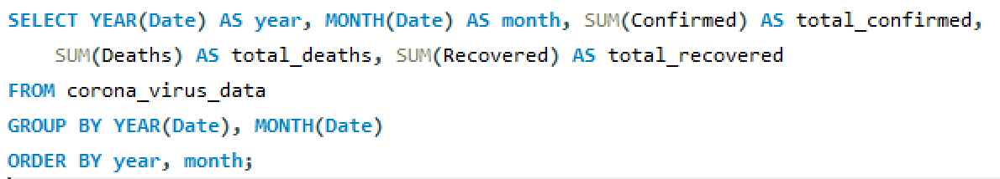 SELECT YEAR(Date) AS year, MONTH(Date) AS month, SUM(Confirmed) AS total_confirmed,
SUM(Deaths) AS total_deaths, SUM(Recovered) AS total_recovered
FROM corona_virus_data
GROUP BY YEAR(Date), MONTH(Date)
ORDER BY year, month;